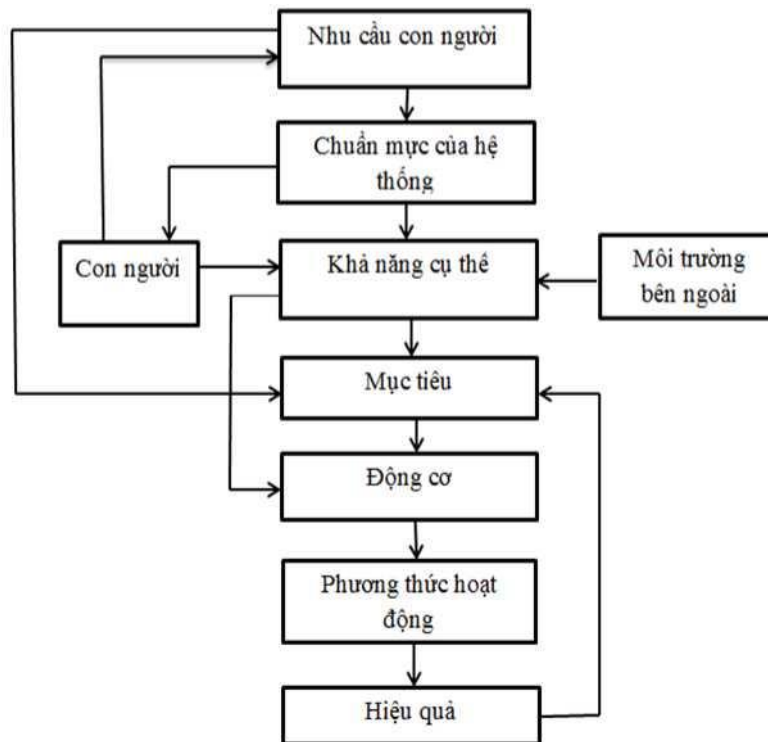 Nhu cầu con người
Chuẩn mực của hệ
thống
Con người
Khả năng cụ thể
Môi trường
bên ngoài
Mục tiêu
Động cơ
Phương thức hoạt
động
Hiệu quả